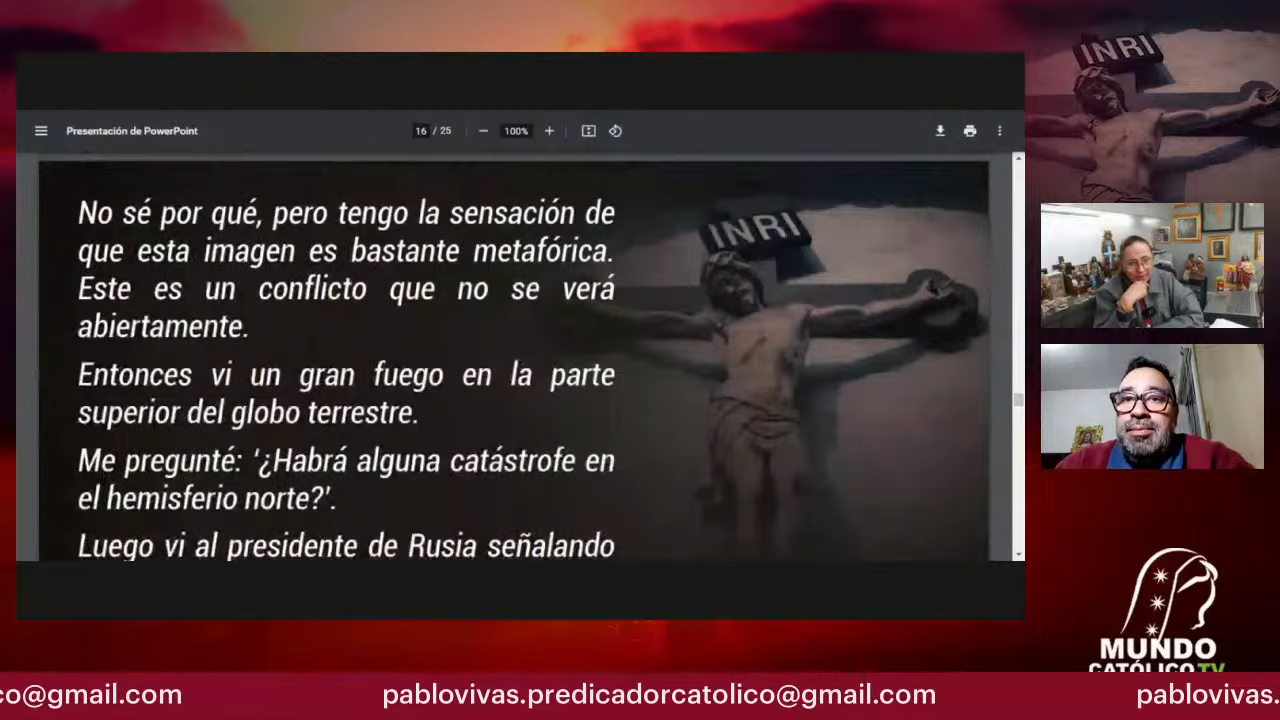 INRI
Presentación de PowerPoint
16 / 25
100%
No sé por qué, pero tengo la sensación de
que esta imagen es bastante metafórica.
Este es un conflicto que no se verá
abiertamente.
Entonces vi un gran fuego en la parte
superior del globo terrestre.
Me pregunté: ‘¿Habrá alguna catástrofe en
el hemisferio norte?’.
Luego vi al presidente de Rusia señalando
INRI
MUNDO
CATÓLICO TV
co@gmail.com
pablovivas.predicadorcatolico@gmail.com
pablovivas.